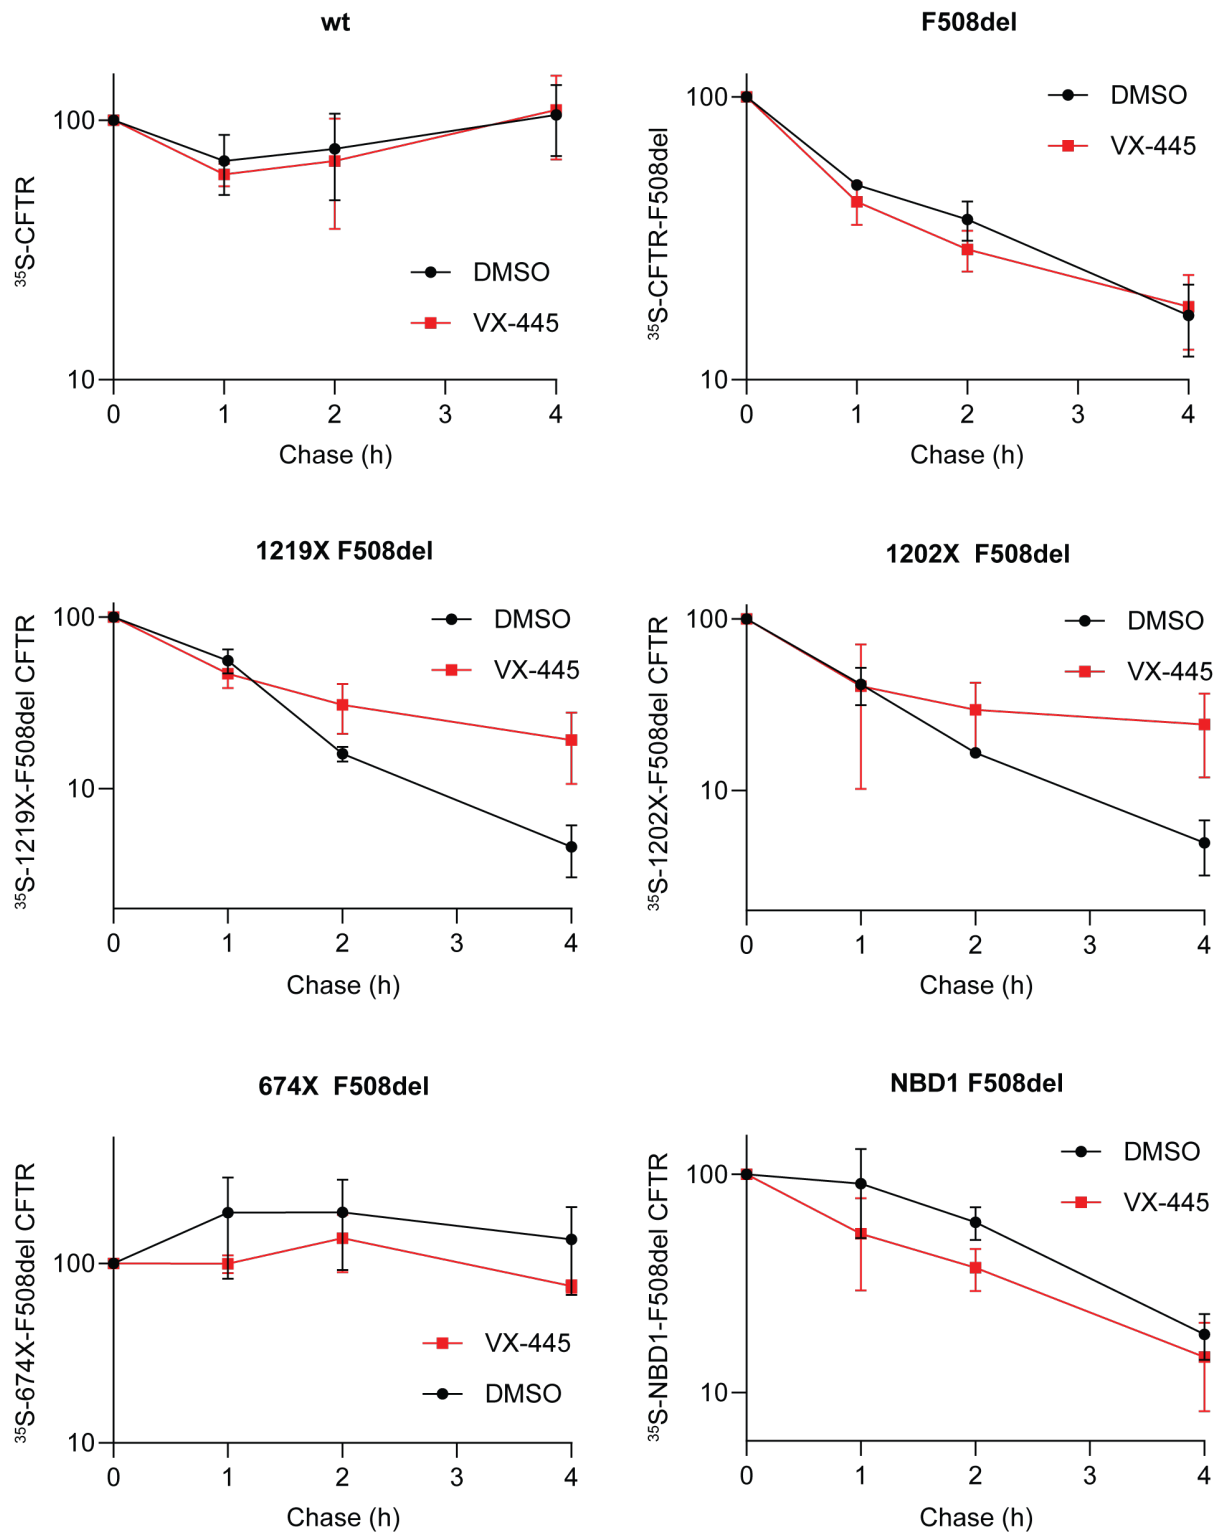 wt
³⁵S-CFTR
100
10
DMSO
VX-445
0 1 2 3 4
Chase (h)
F508del
³⁵S-CFTR-F508del
100
10
DMSO
VX-445
0 1 2 3 4
Chase (h)
1219X F508del
³⁵S-1219X-F508del CFTR
100
10
DMSO
VX-445
0 1 2 3 4
Chase (h)
1202X F508del
³⁵S-1202X-F508del CFTR
100
10
DMSO
VX-445
0 1 2 3 4
Chase (h)
674X F508del
³⁵S-674X-F508del CFTR
100
10
VX-445
DMSO
0 1 2 3 4
Chase (h)
NBD1 F508del
³⁵S-NBD1-F508del CFTR
100
10
DMSO
VX-445
0 1 2 3 4
Chase (h)